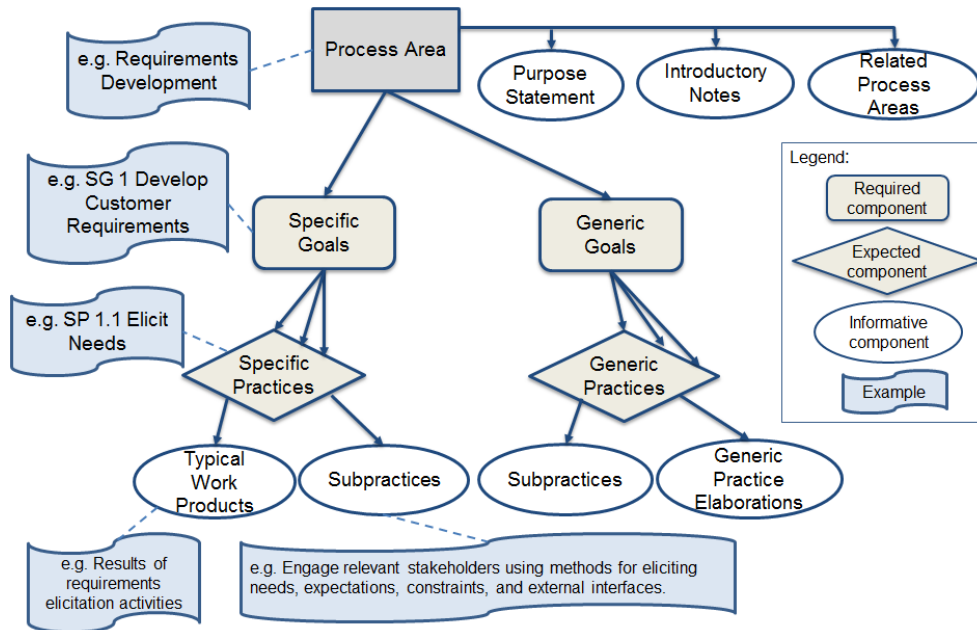 e.g. Requirements
Development
Process Area
Purpose
Statement
Introductory
Notes
Related
Process
Areas
e.g. SG 1 Develop
Customer
Requirements
Specific
Goals
Generic
Goals
Legend:
Required
component
Expected
component
Informative
component
Example
e.g. SP 1.1 Elicit
Needs
Specific
Practices
Generic
Practices
Typical
Work
Products
Subpractices
Subpractices
Generic
Practice
Elaborations
e.g. Results of
requirements
elicitation activities
e.g. Engage relevant stakeholders using methods for eliciting
needs, expectations, constraints, and external interfaces.